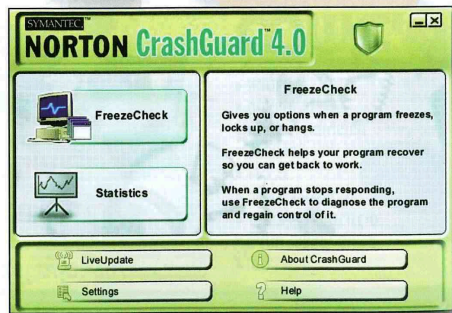 SYMANTEC.
NORTON CrashGuard™ 4.0
FreezeCheck
Statistics
FreezeCheck
Gives you options when a program freezes,
locks up, or hangs.
FreezeCheck helps your program recover
so you can get back to work.
When a program stops responding,
use FreezeCheck to diagnose the program
and regain control of it.
LiveUpdate
About CrashGuard
Settings
Help